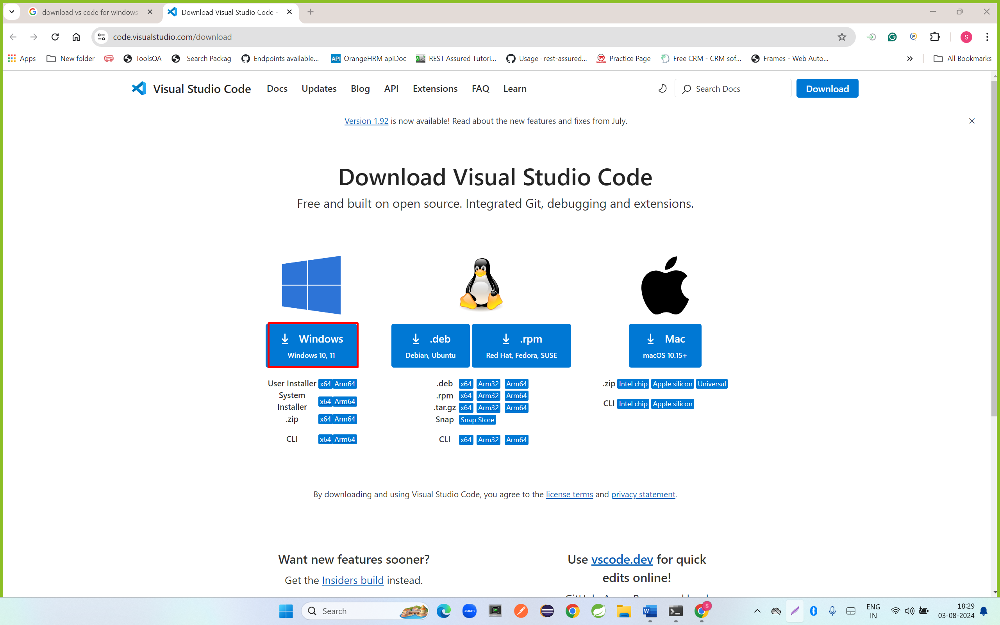 download vs code for windows
Download Visual Studio Code -
code.visualstudio.com/download
Apps
New folder
ToolsQA
_Search Packag
Endpoints available...
API
OrangeHRM apiDoc
REST Assured Tutori...
Usage · rest-assured...
Practice Page
Free CRM - CRM sof...
Frames - Web Auto...
All Bookmarks
Visual Studio Code
Docs
Updates
Blog
API
Extensions
FAQ
Learn
Search Docs
Download
Version 1.92 is now available! Read about the new features and fixes from July.
Download Visual Studio Code
Free and built on open source. Integrated Git, debugging and extensions.
Windows
Windows 10, 11
.deb
Debian, Ubuntu
.rpm
Red Hat, Fedora, SUSE
Mac
macOS 10.15+
User Installer x64 Arm64
System
Installer x64 Arm64
.zip x64 Arm64
CLI x64 Arm64
.deb x64 Arm32 Arm64
.rpm x64 Arm32 Arm64
.tar.gz x64 Arm32 Arm64
Snap Snap Store
CLI x64 Arm32 Arm64
.zip Intel chip Apple silicon Universal
CLI Intel chip Apple silicon
By downloading and using Visual Studio Code, you agree to the license terms and privacy statement.
Want new features sooner?
Get the Insiders build instead.
Use vscode.dev for quick
edits online!
Search
zoom
W
S
ENG
IN
18:29
03-08-2024